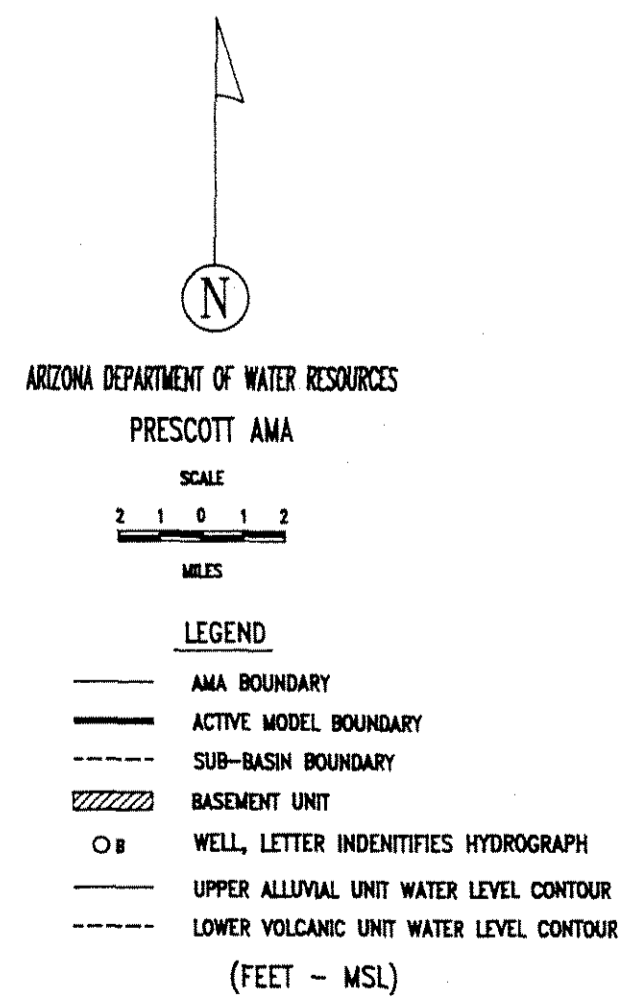 N
ARIZONA DEPARTMENT OF WATER RESOURCES
PRESCOTT AMA
SCALE
2 1 0 1 2
MILES
LEGEND
AMA BOUNDARY
ACTIVE MODEL BOUNDARY
SUB-BASIN BOUNDARY
BASEMENT UNIT
B WELL, LETTER INDENITIFIES HYDROGRAPH
UPPER ALLUVIAL UNIT WATER LEVEL CONTOUR
LOWER VOLCANIC UNIT WATER LEVEL CONTOUR
(FEET - MSL)